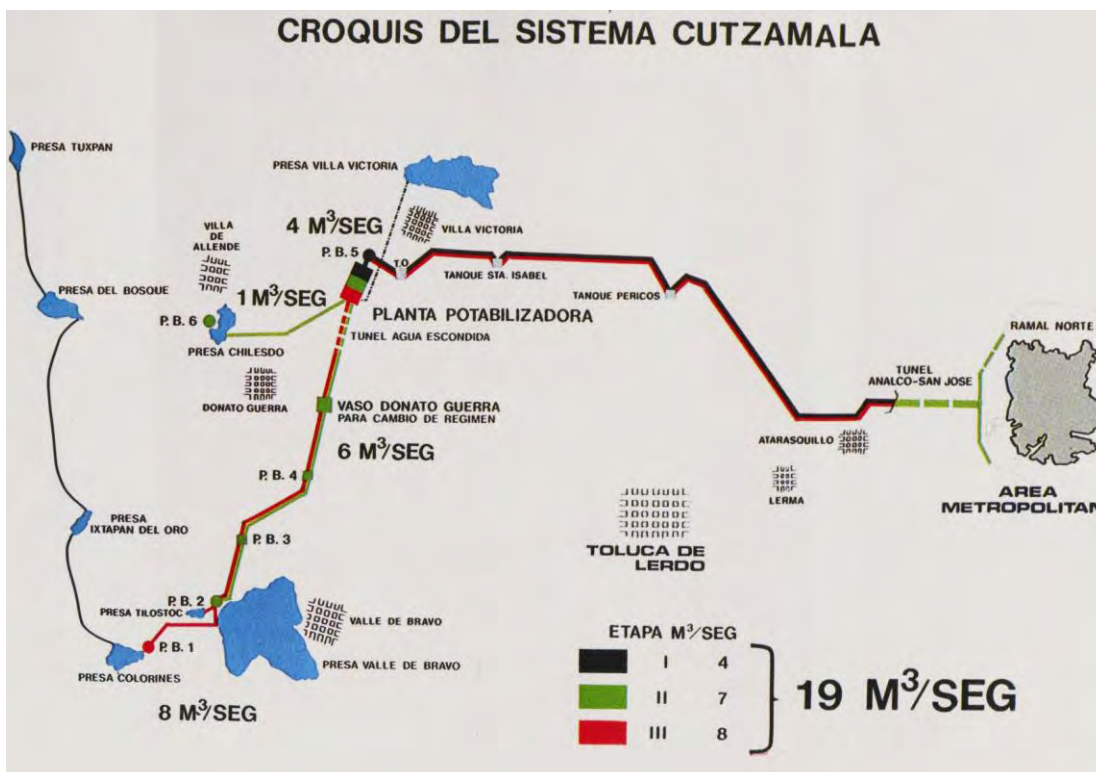 CROQUIS DEL SISTEMA CUTZAMALA
PRESA TUXPAN
PRESA VILLA VICTORIA
4 M³/SEG
VILLA VICTORIA
VILLA
DE
ALLENDE
P.B.5
T.O
TANQUE STA. ISABEL
PRESA DEL BOSQUE
1 M³/SEG
TANQUE PERICOS
P.B.6
PLANTA POTABILIZADORA
TUNEL AGUA ESCONDIDA
PRESA CHILESDO
RAMAL NORTE
TUNEL
ANALCO-SAN JOSE
DONATO GUERRA
VASO DONATO GUERRA
PARA CAMBIO DE REGIMEN
6 M³/SEG
ATARASQUILLO
DF
P.B.4
LERMA
AREA
METROPOLITAN
PRESA
IXTAPAN DEL ORO
P.B.3
TOLUCA DE
LERDO
P.B.2
PRESA TILOSTOC
VALLE DE BRAVO
P.B.1
PRESA VALLE DE BRAVO
PRESA COLORINES
8 M³/SEG
ETAPA M³/SEG
I 4
II 7
III 8
19 M³/SEG